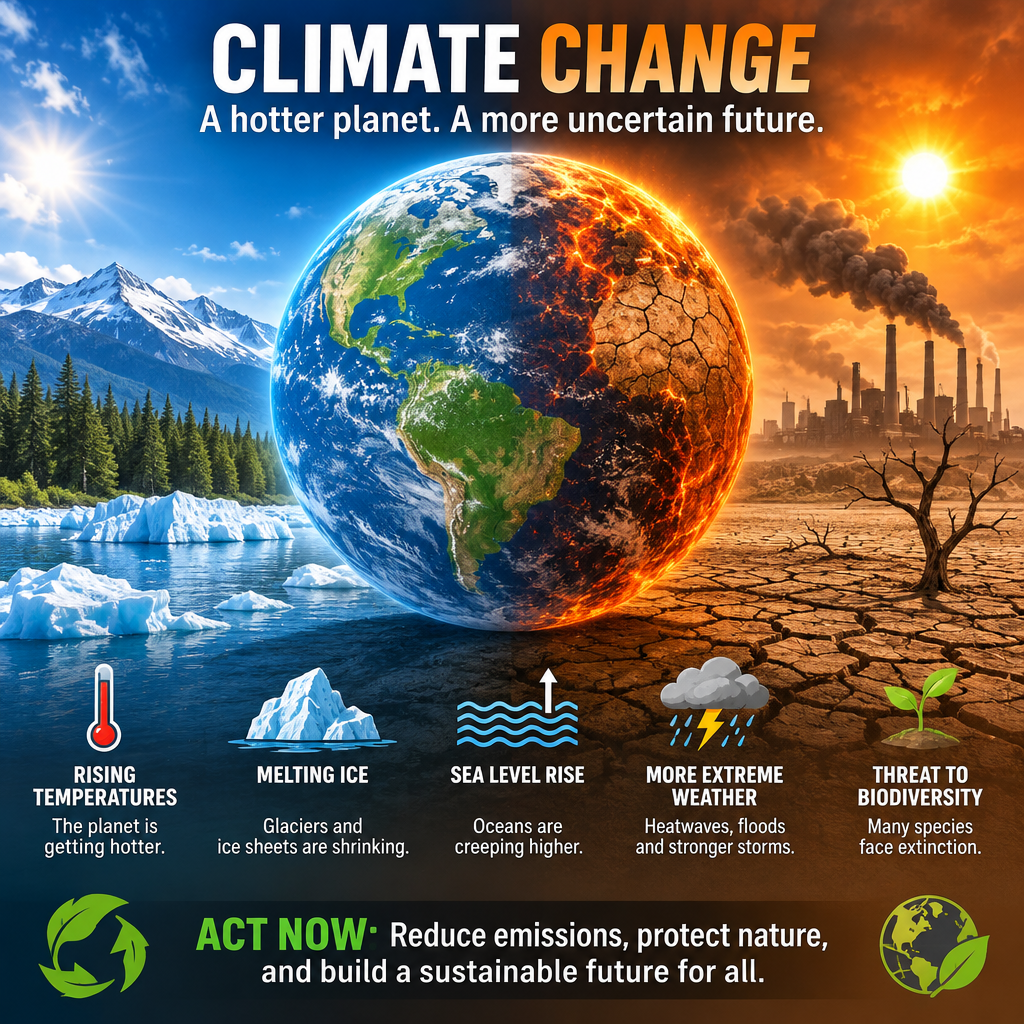 CLIMATE CHANGE
A hotter planet. A more uncertain future.
RISING
TEMPERATURES
The planet is
getting hotter.
MELTING ICE
Glaciers and
ice sheets are shrinking.
SEA LEVEL RISE
Oceans are
creeping higher.
MORE EXTREME
WEATHER
Heatwaves, floods
and stronger storms.
THREAT TO
BIODIVERSITY
Many species
face extinction.
ACT NOW· Reduce emissions, protect nature,
and build a sustainable future for all.